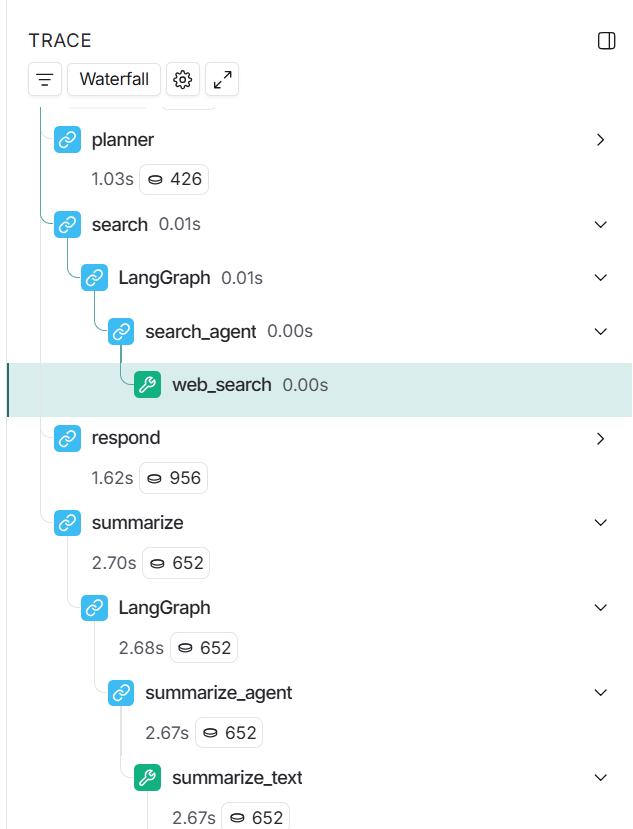 TRACE
Waterfall
planner
1.03s 426
search 0.01s
LangGraph 0.01s
search_agent 0.00s
web_search 0.00s
respond
1.62s 956
summarize
2.70s 652
LangGraph
2.68s 652
summarize_agent
2.67s 652
summarize_text
2.67s 652